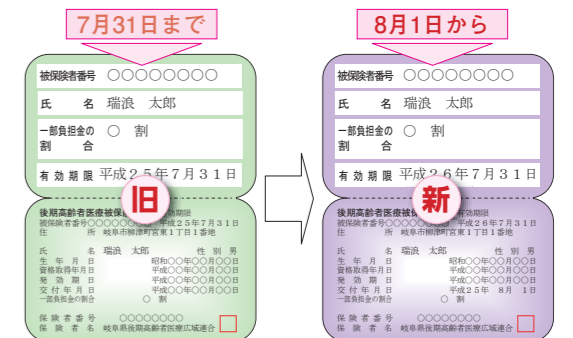 7月31日まで
被保険者番号 ○○○○○○○○
氏 名 瑞浪 太郎
一部負担金の割合 ○ 割
有効期限 平成25年7月31日
旧
後期高齢者医療被保 有効期限
被保険者番号○○○○○○○○ 平成25年7月31日
住 所 岐阜市柳津町宮東1丁目1番地
氏 名 瑞浪 太郎 性 別 男
生年月日 昭和○○年○○月○○日
資格取得年月日 平成○○年○○月○○日
発効期日 平成○○年○○月○○日
交付年月日 平成○○年○○月○○日
一部負担金の割合 ○ 割
保険者番号 ○○○○○○○○
保険者名 岐阜県後期高齢者医療広域連合
8月1日から
被保険者番号 ○○○○○○○○
氏 名 瑞浪 太郎
一部負担金の割合 ○ 割
有効期限 平成26年7月31日
新
後期高齢者医療被保 有効期限
被保険者番号○○○○○○○○ 平成26年7月31日
住 所 岐阜市柳津町宮東1丁目1番地
氏 名 瑞浪 太郎 性 別 男
生年月日 昭和○○年○○月○○日
資格取得年月日 平成○○年○○月○○日
発効期日 平成○○年○○月○○日
交付年月日 平成25年 8月 1日
一部負担金の割合 ○ 割
保険者番号 ○○○○○○○○
保険者名 岐阜県後期高齢者医療広域連合